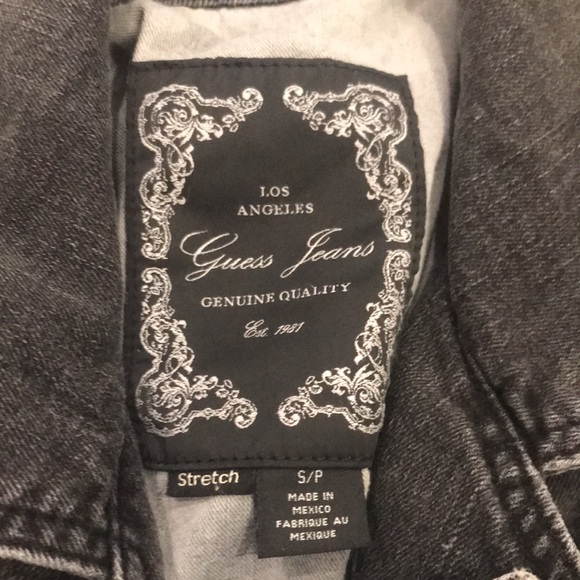 LOS
ANGELES
Guess Jeans
GENUINE QUALITY
Est. 1981
Stretch
S/P
MADE IN
MEXICO
FABRIQUE AU
MEXIQUE